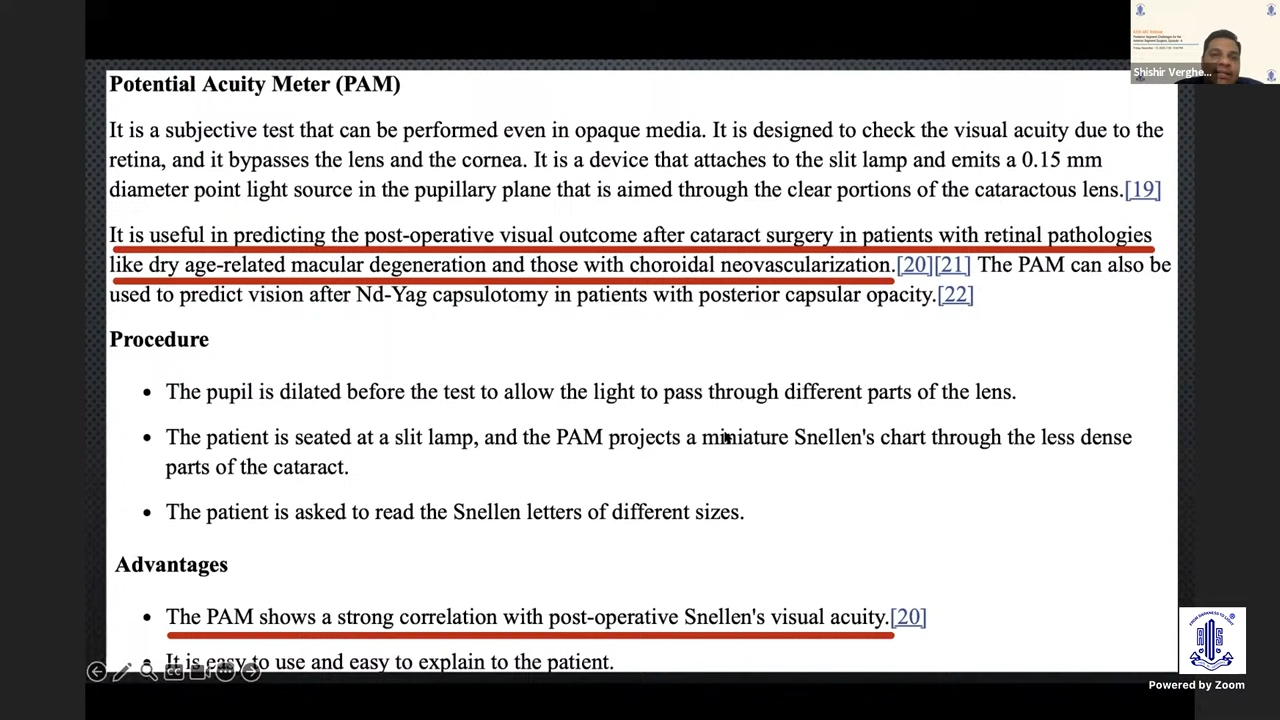 Shishir Verghe...
Potential Acuity Meter (PAM)
It is a subjective test that can be performed even in opaque media. It is designed to check the visual acuity due to the
retina, and it bypasses the lens and the cornea. It is a device that attaches to the slit lamp and emits a 0.15 mm
diameter point light source in the pupillary plane that is aimed through the clear portions of the cataractous lens.[19]
It is useful in predicting the post-operative visual outcome after cataract surgery in patients with retinal pathologies
like dry age-related macular degeneration and those with choroidal neovascularization.[20][21] The PAM can also be
used to predict vision after Nd-Yag capsulotomy in patients with posterior capsular opacity.[22]
Procedure
• The pupil is dilated before the test to allow the light to pass through different parts of the lens.
• The patient is seated at a slit lamp, and the PAM projects a miniature Snellen's chart through the less dense
parts of the cataract.
• The patient is asked to read the Snellen letters of different sizes.
Advantages
• The PAM shows a strong correlation with post-operative Snellen's visual acuity.[20]
• It is easy to use and easy to explain to the patient.
Powered by Zoom